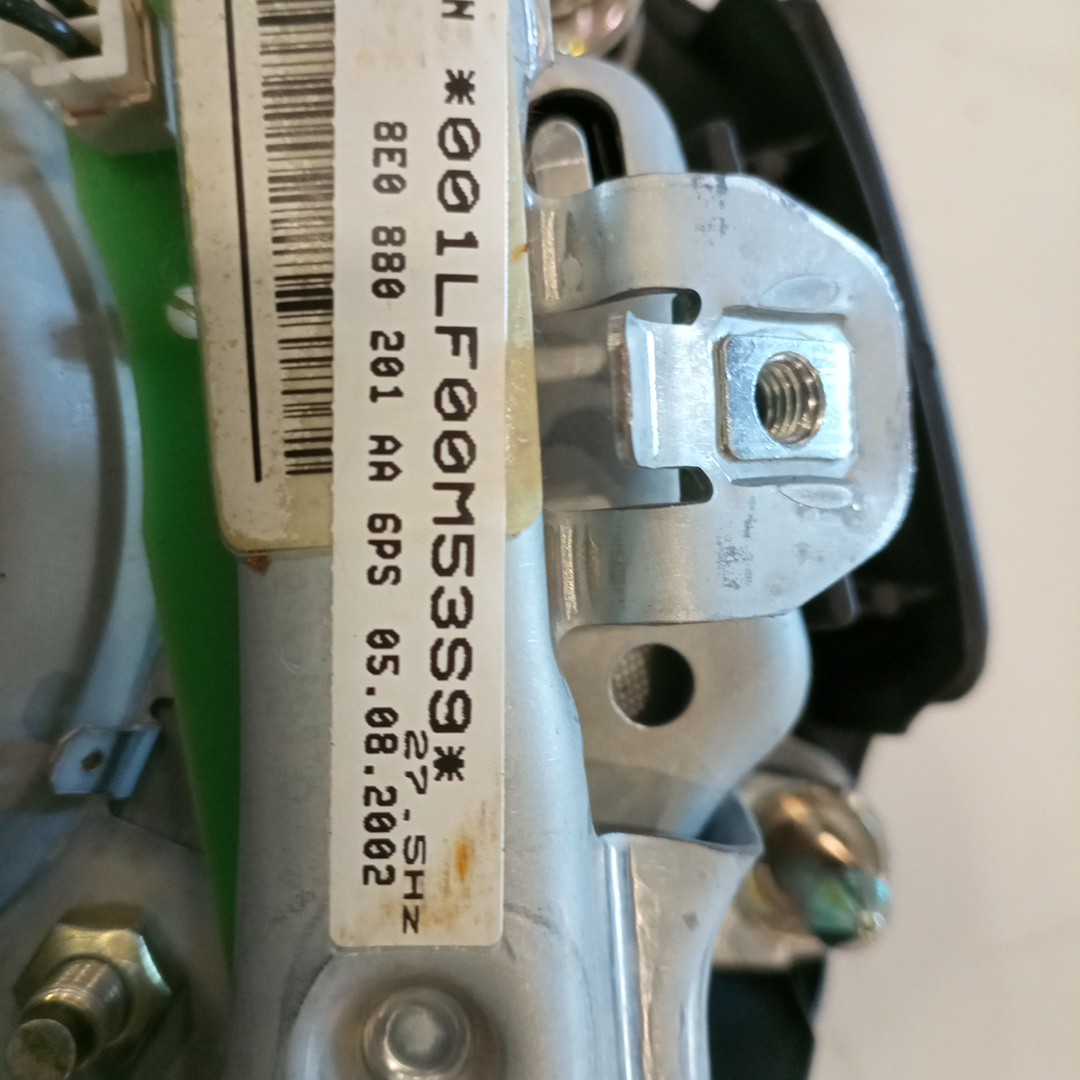 *001LF00M53S9*
27.5Hz
8E0 880 201 AA 6PS 05.08.2002